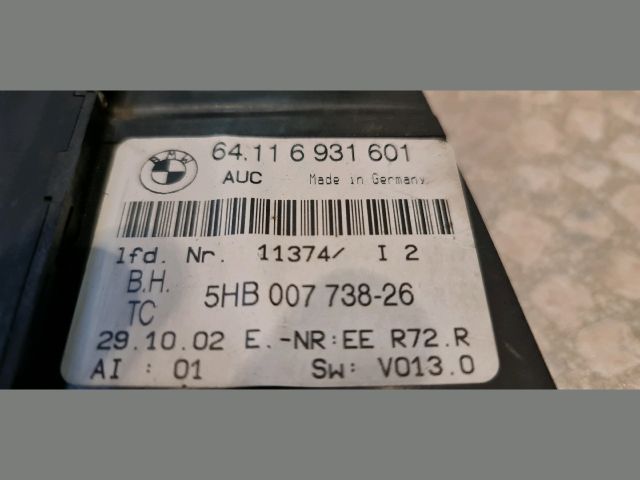 BMW 64.11 6 931 601
AUC Made in Germany
lfd. Nr. 11374/ I 2
B.H. 5HB 007 738-26
TC
29.10.02 E.-NR:EE R72.R
AI : 01 Sw: V013.0